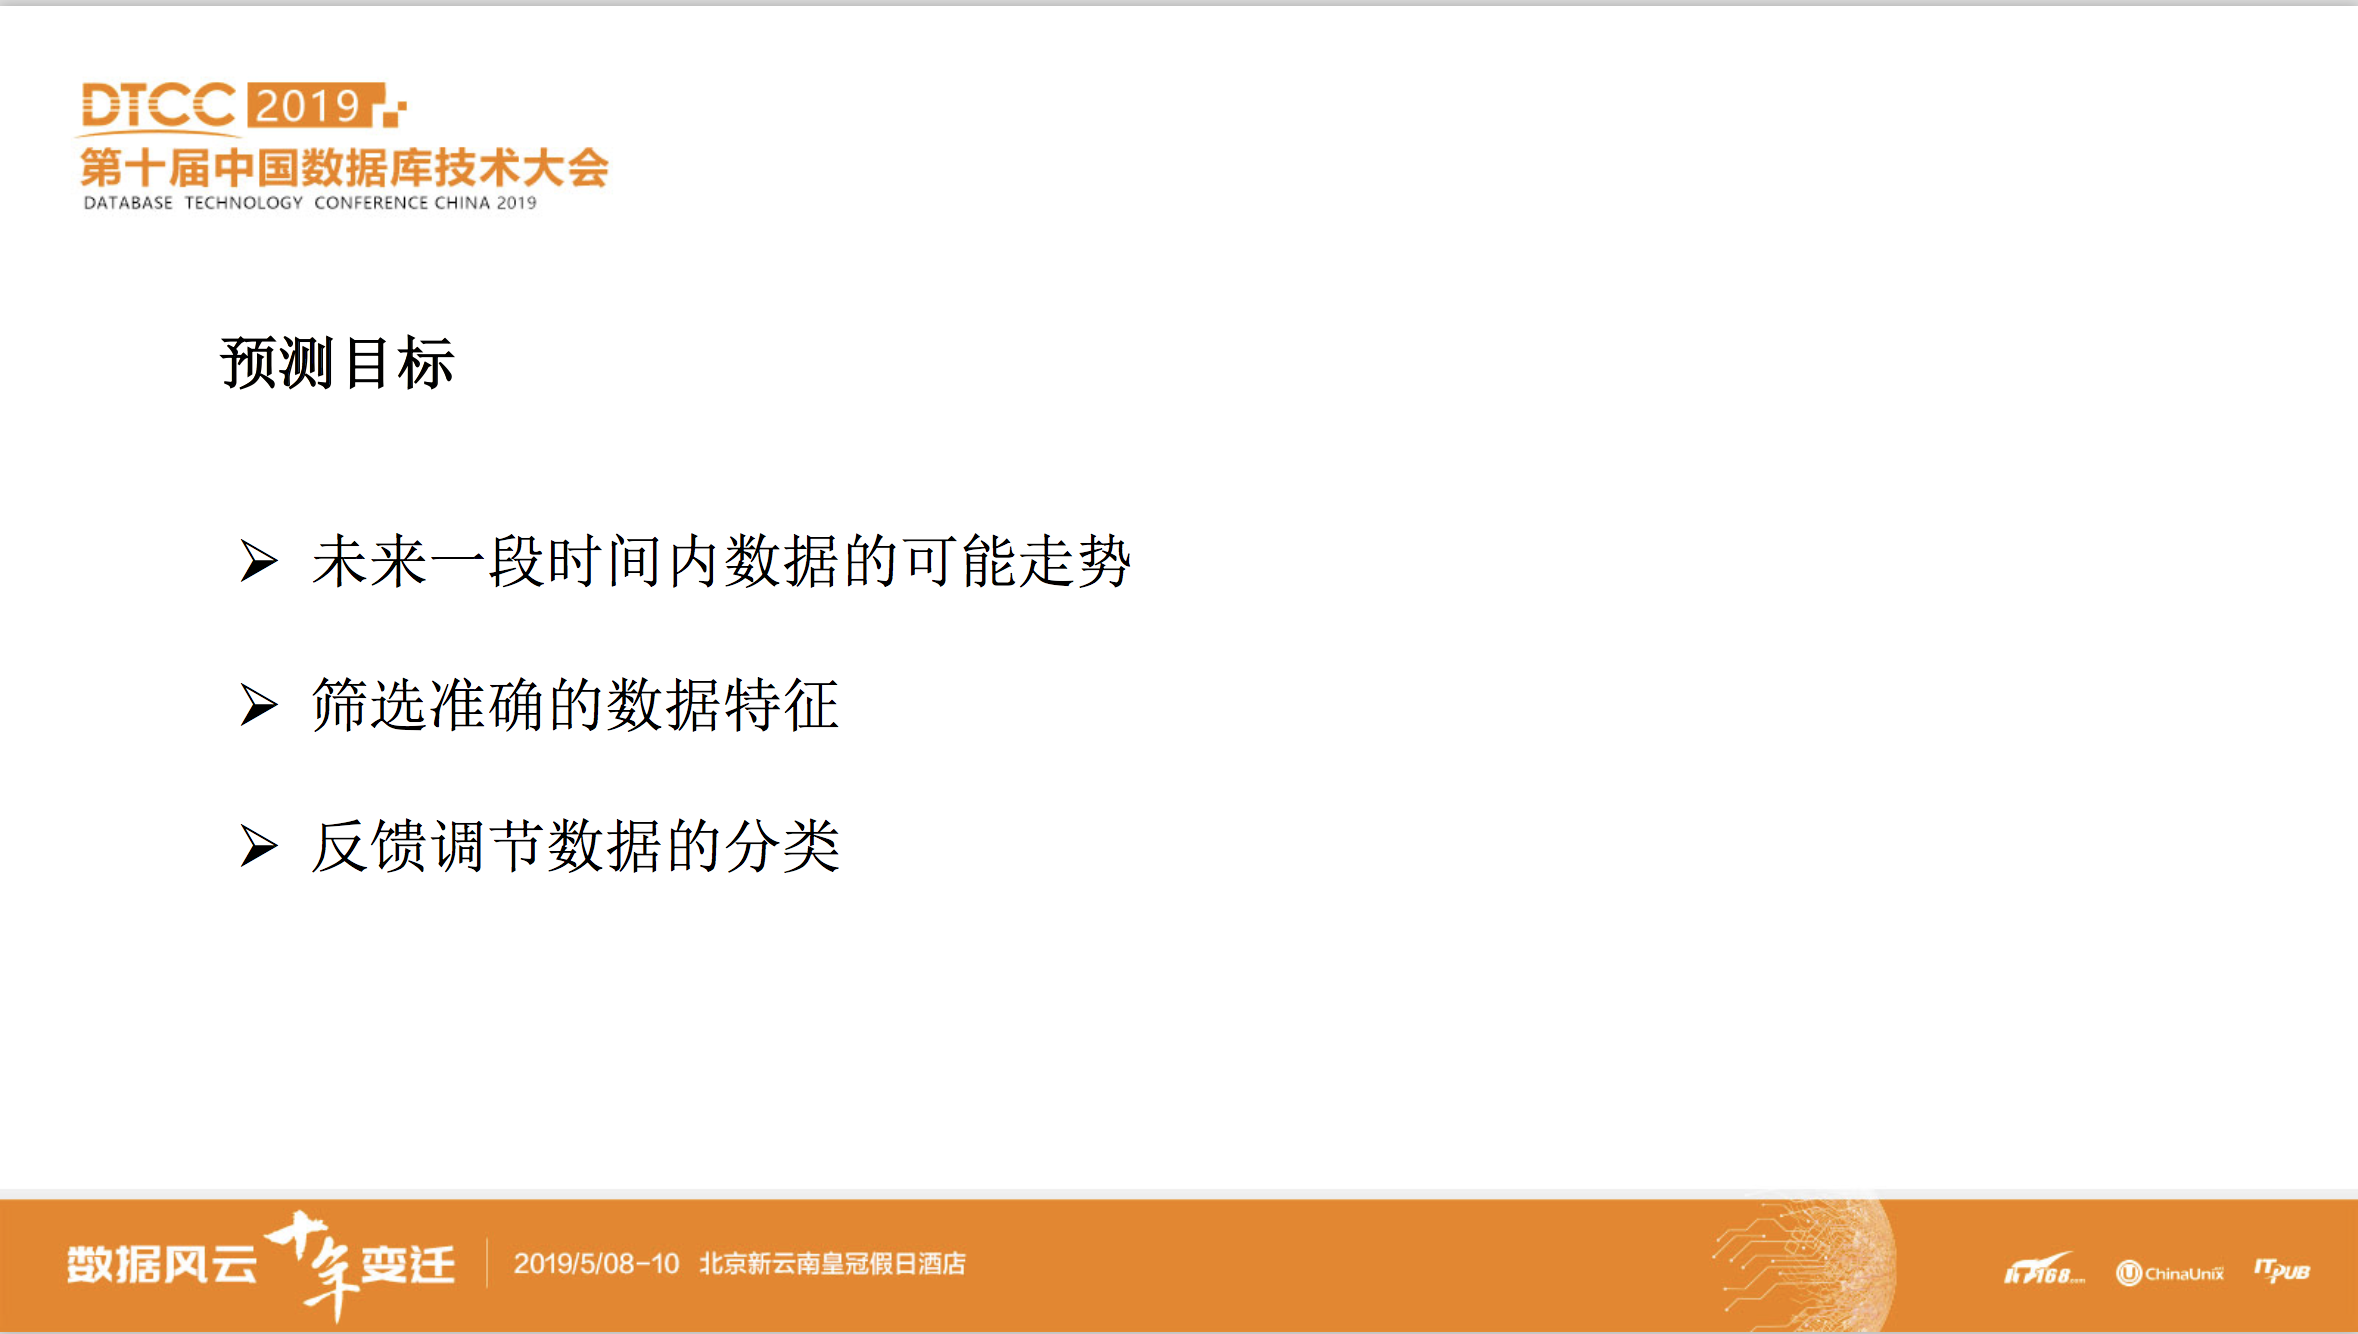 DTCC 2019
第十届中国数据库技术大会
DATABASE TECHNOLOGY CONFERENCE CHINA 2019
预测目标
➢ 未来一段时间内数据的可能走势
➢ 筛选准确的数据特征
➢ 反馈调节数据的分类
数据风云十年变迁 2019/5/08-10 北京新云南皇冠假日酒店
IT168.com ChinaUnix ITPUB